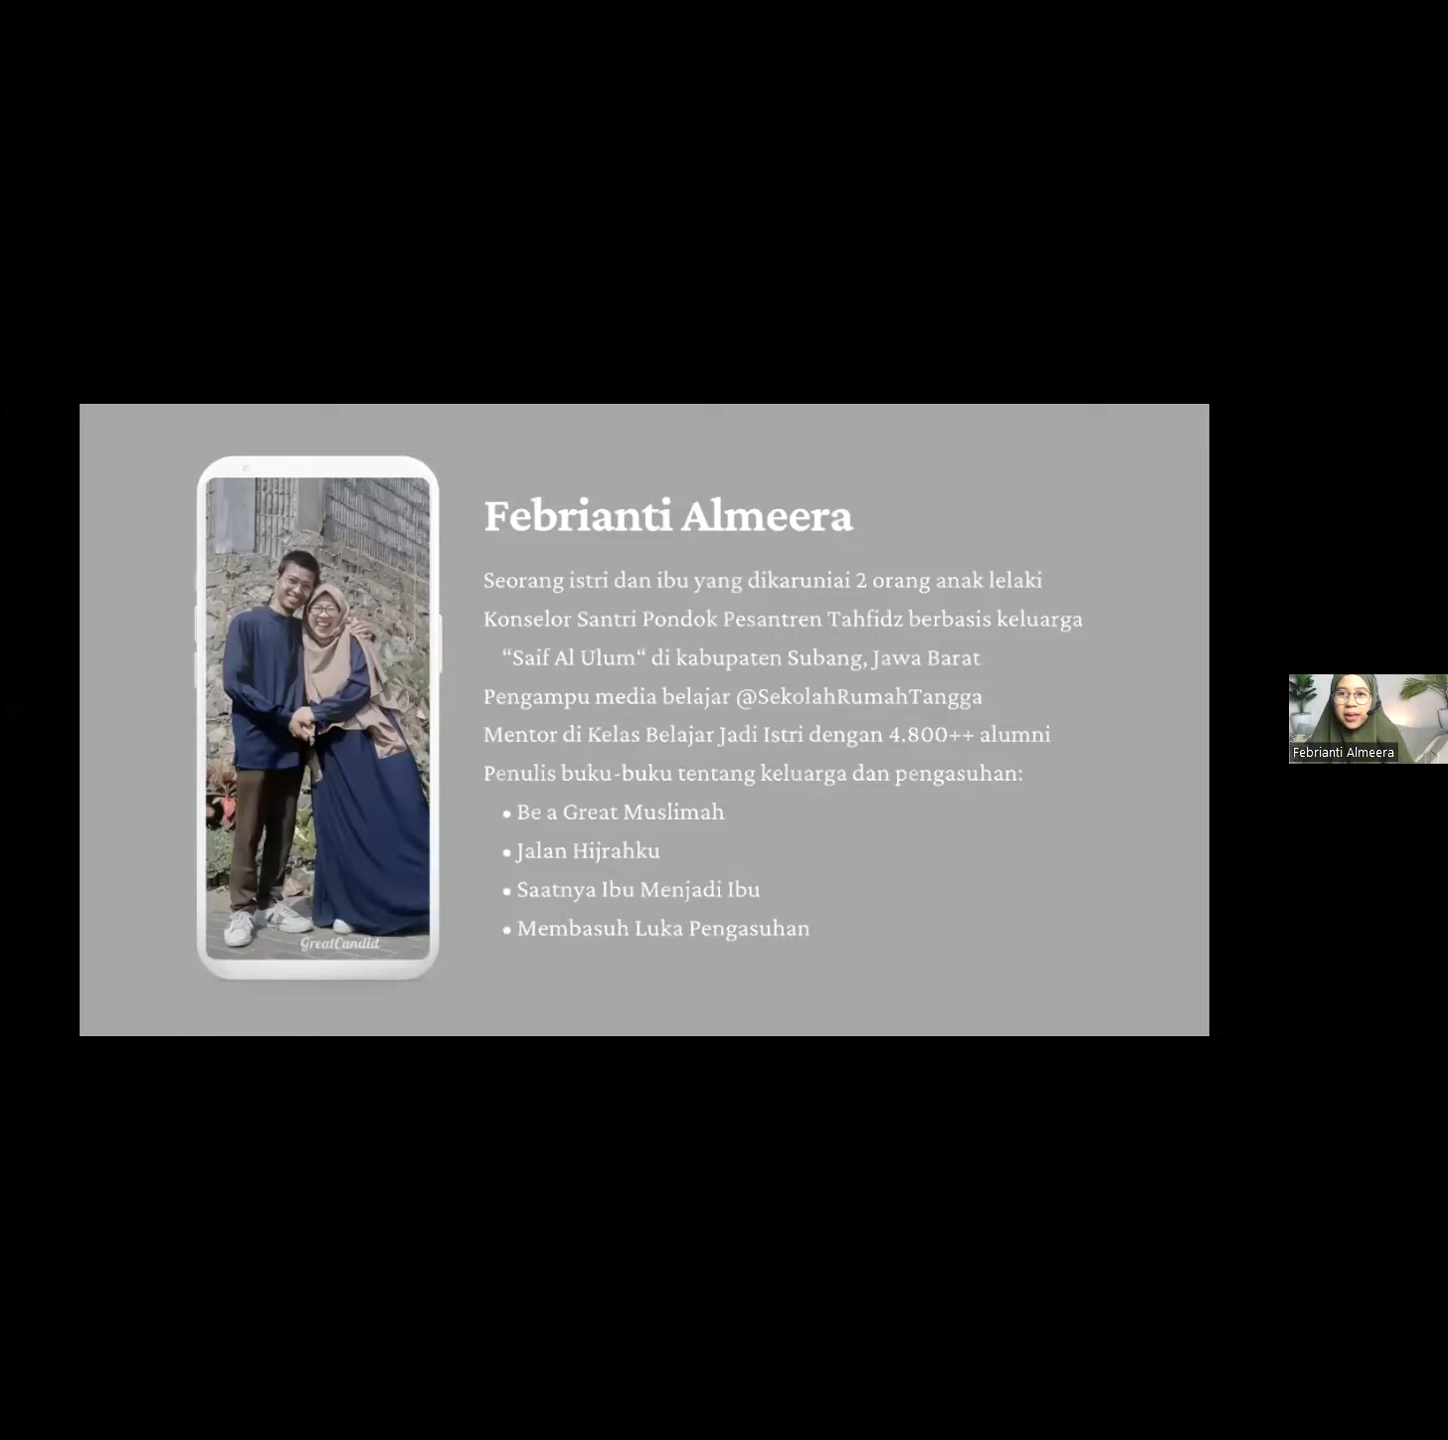 Febrianti Almeera
Seorang istri dan ibu yang dikaruniai 2 orang anak lelaki
Konselor Santri Pondok Pesantren Tahfidz berbasis keluarga
“Saif Al Ulum“ di kabupaten Subang, Jawa Barat
Pengampu media belajar @SekolahRumahTangga
Mentor di Kelas Belajar Jadi Istri dengan 4.800++ alumni
Penulis buku-buku tentang keluarga dan pengasuhan:
• Be a Great Muslimah
• Jalan Hijrahku
• Saatnya Ibu Menjadi Ibu
• Membasuh Luka Pengasuhan
GreatCandid
Febrianti Almeera